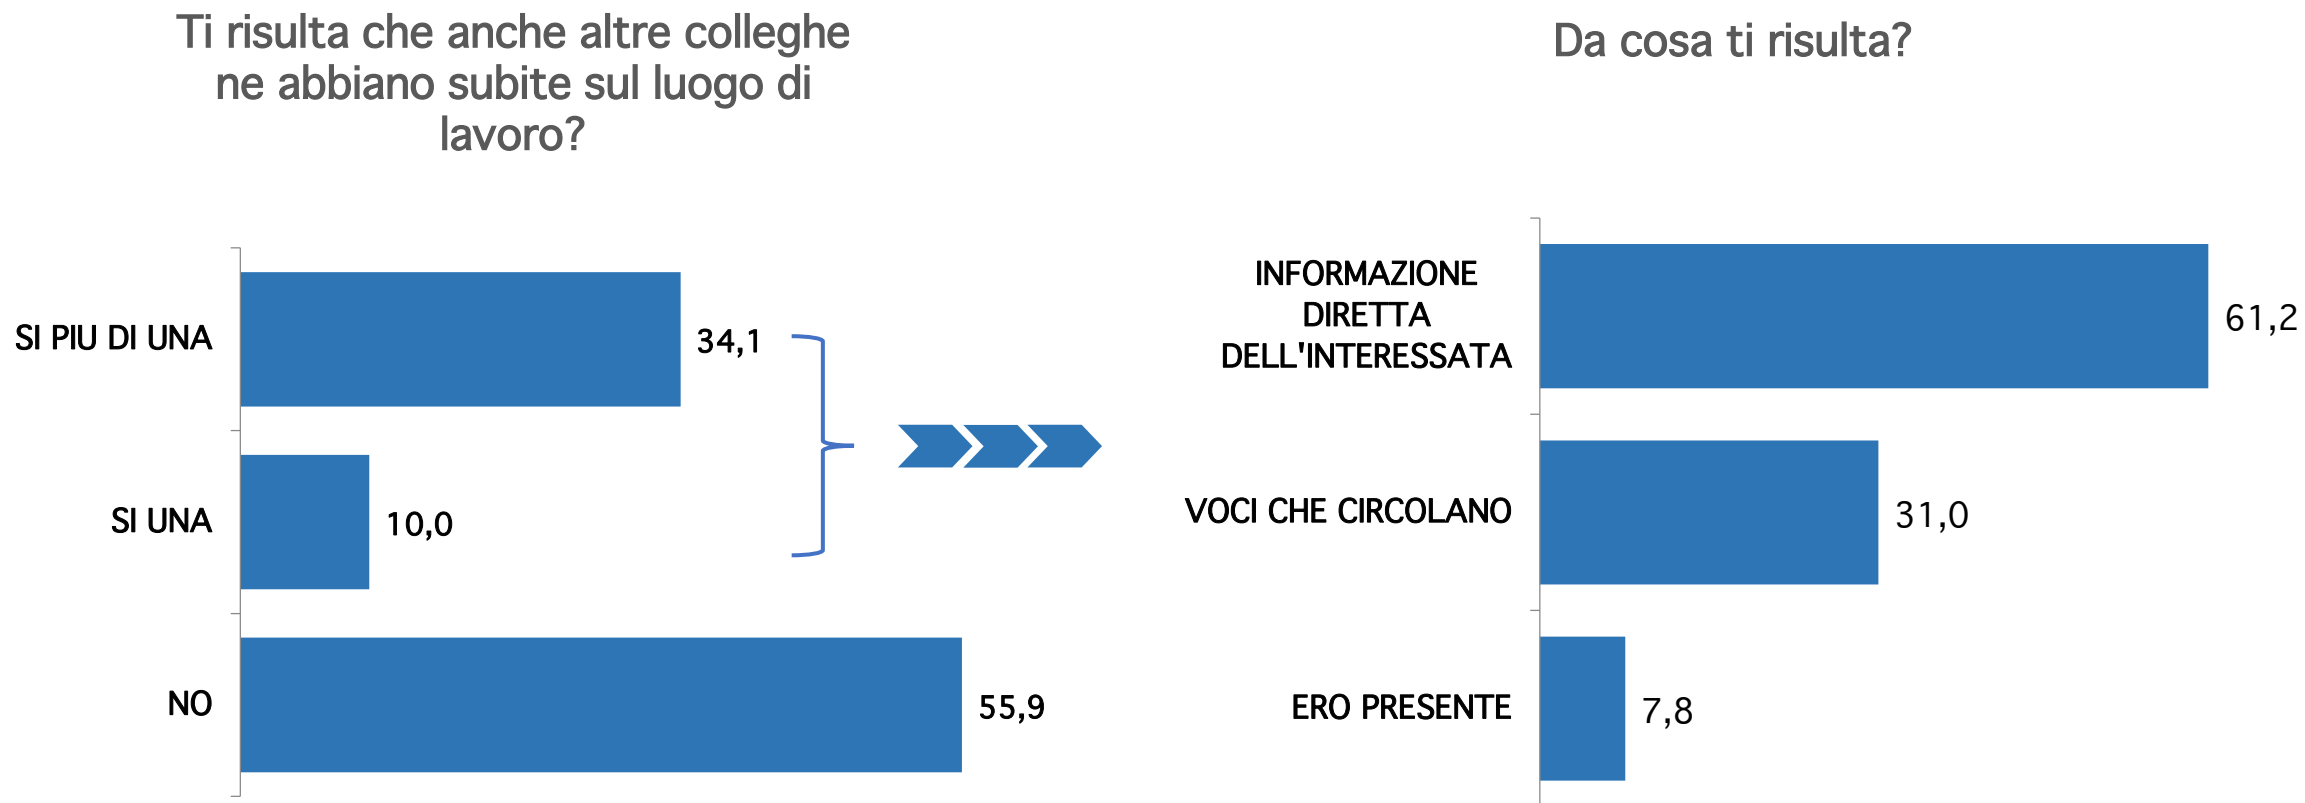 Ti risulta che anche altre colleghe
ne abbiano subite sul luogo di
lavoro?
SI PIU DI UNA
34,1
SI UNA
10,0
NO
55,9
Da cosa ti risulta?
INFORMAZIONE
DIRETTA
DELL'INTERESSATA
61,2
VOCI CHE CIRCOLANO
31,0
ERO PRESENTE
7,8